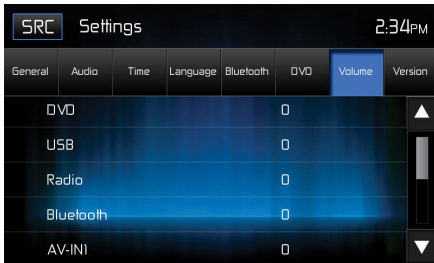 SRC Settings 2:34PM
General Audio Time Language Bluetooth DVD Volume Version
DVD 0
USB 0
Radio 0
Bluetooth 0
AV-IN1 0